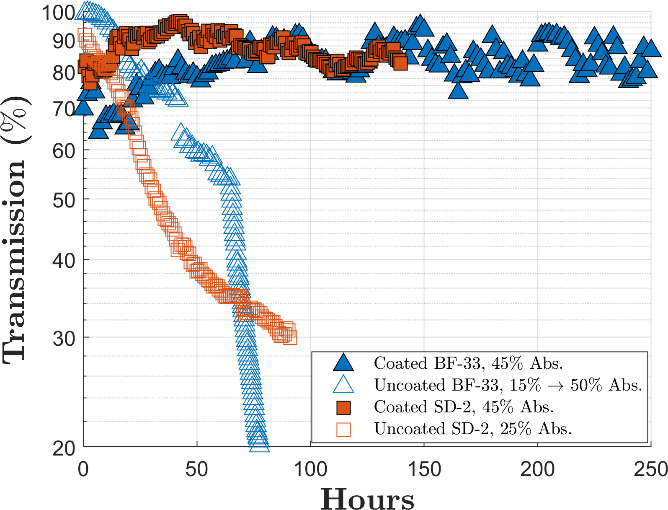 Transmission (%)
100
90
80
70
60
50
40
30
20
0
50
100
150
200
250
Hours
Coated BF-33, 45% Abs.
Uncoated BF-33, 15% → 50% Abs.
Coated SD-2, 45% Abs.
Uncoated SD-2, 25% Abs.